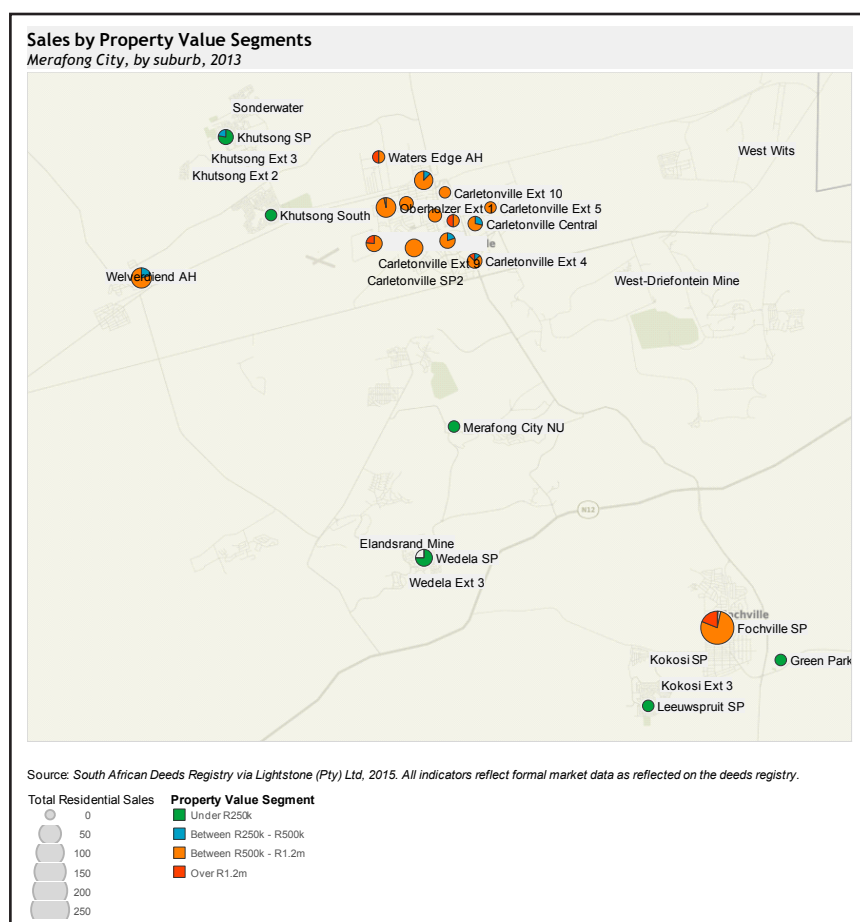 Sales by Property Value Segments
Merafong City, by suburb, 2013
Sonderwater
Khutsong SP
Khutsong Ext 3
Khutsong Ext 2
Waters Edge AH
West Wits
Carletonville Ext 10
Oberholzer Ext 1
Carletonville Ext 5
Khutsong South
Carletonville Central
le
Carletonville Ext 9
Carletonville Ext 4
Welverdiend AH
Carletonville SP2
West-Driefontein Mine
Merafong City NU
N12
Elandsrand Mine
Wedela SP
Wedela Ext 3
ochville
Fochville SP
Kokosi SP
Green Park
Kokosi Ext 3
Leeuwspruit SP
Source: South African Deeds Registry via Lightstone (Pty) Ltd, 2015. All indicators reflect formal market data as reflected on the deeds registry.
Total Residential Sales
0
50
100
150
200
250
Property Value Segment
Under R250k
Between R250k - R500k
Between R500k - R1.2m
Over R1.2m